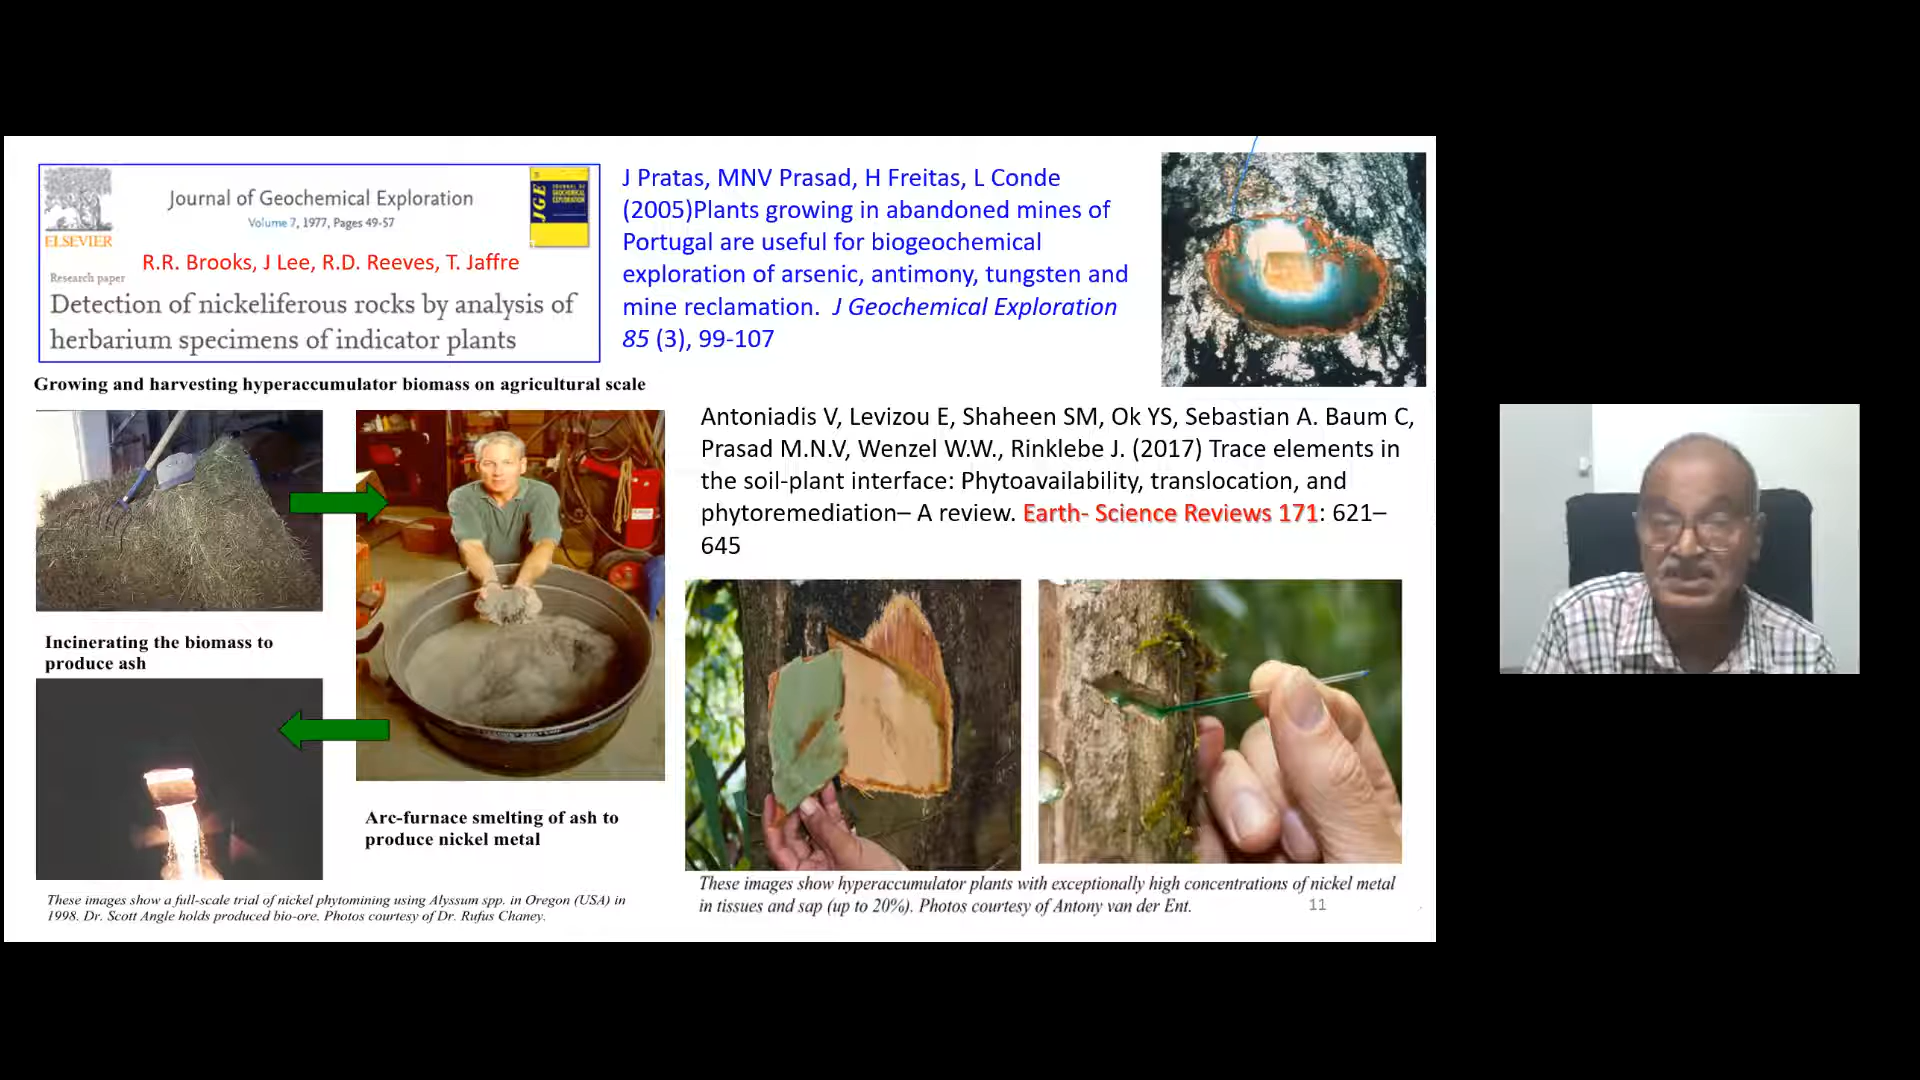 Journal of Geochemical Exploration
Volume 7, 1977, Pages 49-57
JGE
JOURNAL OF
GEOCHEMICAL
EXPLORATION
ELSEVIER
R.R. Brooks, J Lee, R.D. Reeves, T. Jaffre
Research paper
Detection of nickeliferous rocks by analysis of
herbarium specimens of indicator plants
J Pratas, MNV Prasad, H Freitas, L Conde
(2005)Plants growing in abandoned mines of
Portugal are useful for biogeochemical
exploration of arsenic, antimony, tungsten and
mine reclamation. J Geochemical Exploration
85 (3), 99-107
Growing and harvesting hyperaccumulator biomass on agricultural scale
Antoniadis V, Levizou E, Shaheen SM, Ok YS, Sebastian A. Baum C,
Prasad M.N.V, Wenzel W.W., Rinklebe J. (2017) Trace elements in
the soil-plant interface: Phytoavailability, translocation, and
phytoremediation– A review. Earth- Science Reviews 171: 621–
645
Incinerating the biomass to
produce ash
Arc-furnace smelting of ash to
produce nickel metal
These images show a full-scale trial of nickel phytomining using Alyssum spp. in Oregon (USA) in
1998. Dr. Scott Angle holds produced bio-ore. Photos courtesy of Dr. Rufus Chaney.
These images show hyperaccumulator plants with exceptionally high concentrations of nickel metal
in tissues and sap (up to 20%). Photos courtesy of Antony van der Ent.
11